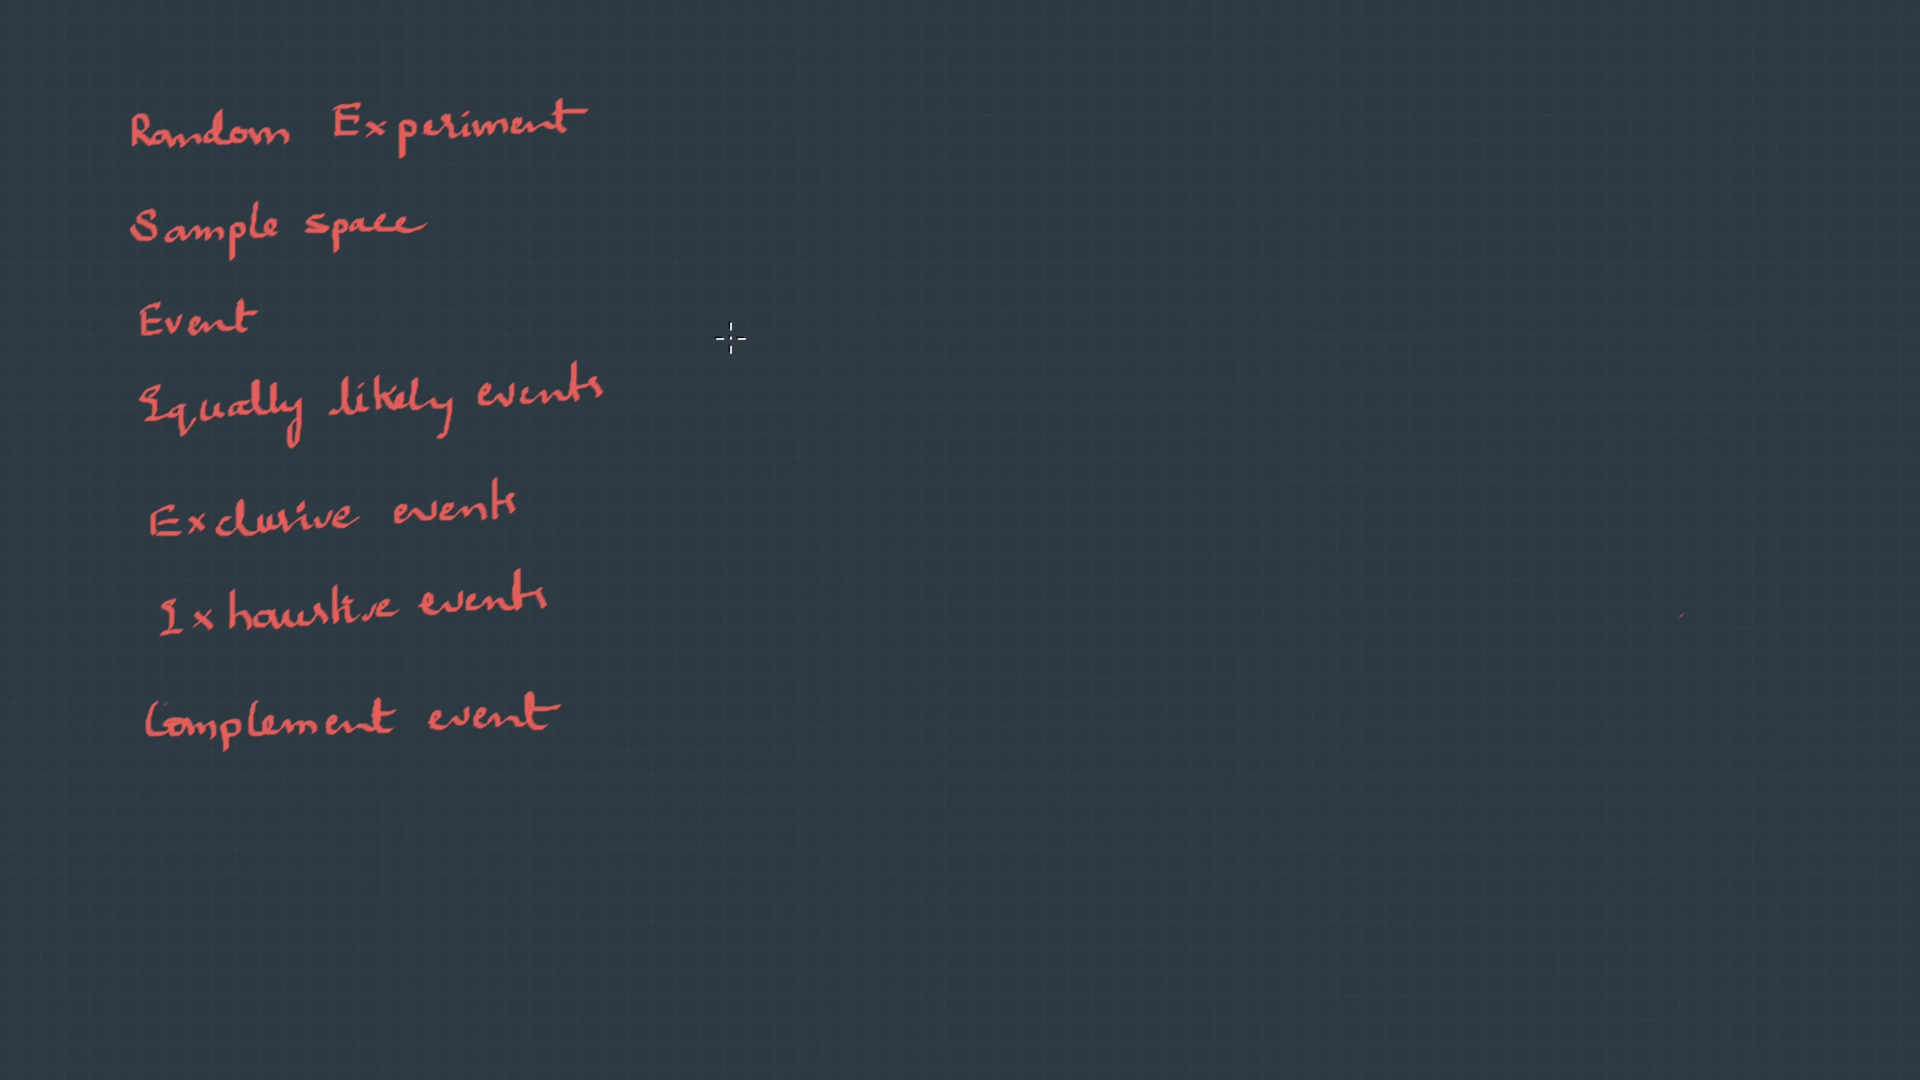 Random Experiment
Sample space
Event
Equally likely events
Exclusive events
Exhaustive events
Complement event